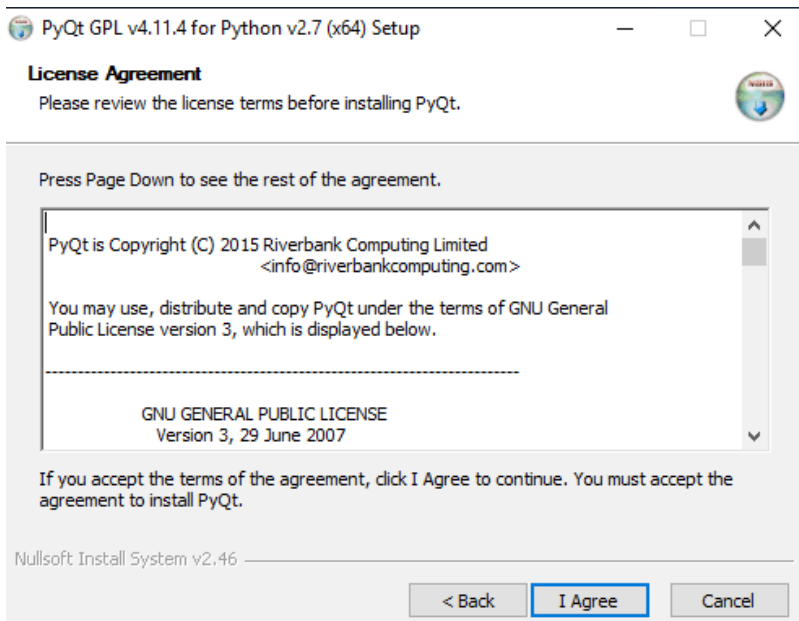 PyQt GPL v4.11.4 for Python v2.7 (x64) Setup
License Agreement
Please review the license terms before installing PyQt.
Press Page Down to see the rest of the agreement.
PyQt is Copyright (C) 2015 Riverbank Computing Limited
<info@riverbankcomputing.com>
You may use, distribute and copy PyQt under the terms of GNU General
Public License version 3, which is displayed below.
-------------------------------------------------------------------------
GNU GENERAL PUBLIC LICENSE
Version 3, 29 June 2007
If you accept the terms of the agreement, click I Agree to continue. You must accept the
agreement to install PyQt.
Nullsoft Install System v2.46
< Back
I Agree
Cancel